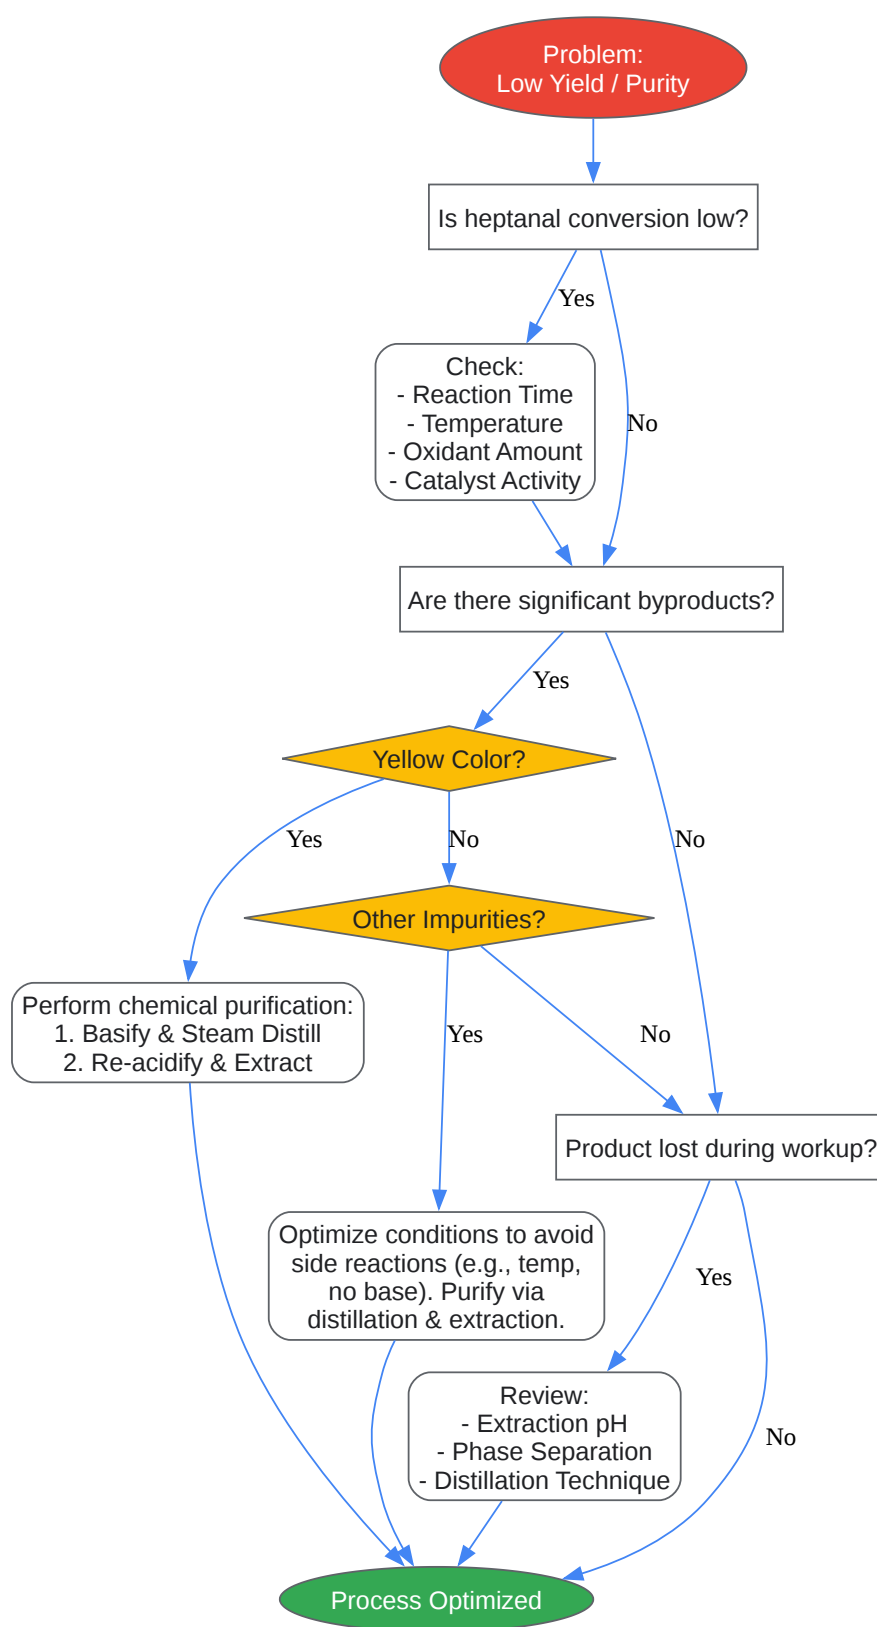 Problem:
Low Yield / Purity
Is heptanal conversion low?
Yes
Check:
- Reaction Time
- Temperature
- Oxidant Amount
- Catalyst Activity
No
Are there significant byproducts?
Yes
Yellow Color?
Yes
No
No
Other Impurities?
Perform chemical purification:
1. Basify & Steam Distill
2. Re-acidify & Extract
Yes
No
Product lost during workup?
Optimize conditions to avoid
side reactions (e.g., temp,
no base). Purify via
distillation & extraction.
Yes
Review:
- Extraction pH
- Phase Separation
- Distillation Technique
No
Process Optimized